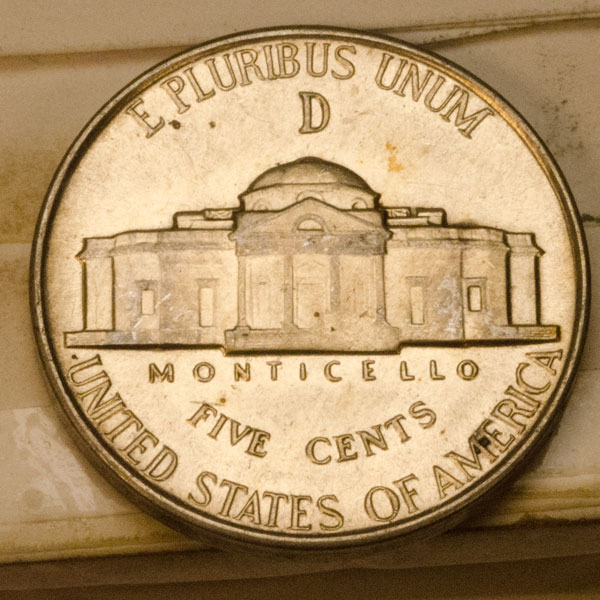 E PLURIBUS UNUM
D
MONTICELLO
FIVE CENTS
UNITED STATES OF AMERICA